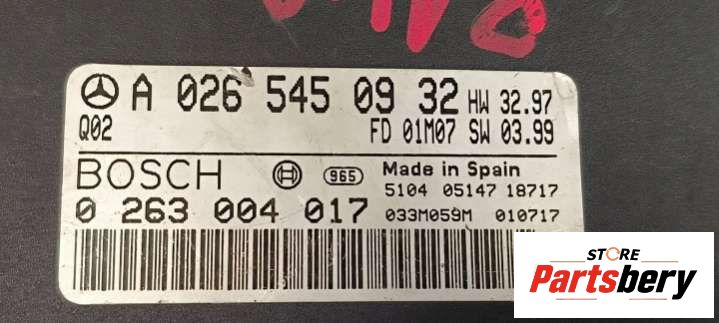 A 026 545 09 32 HW 32.97
Q02 FD 01M07 SW 03.99
BOSCH 965 Made in Spain
5104 05147 18717
0 263 004 017 033M059M 010717
STORE
Partsbery